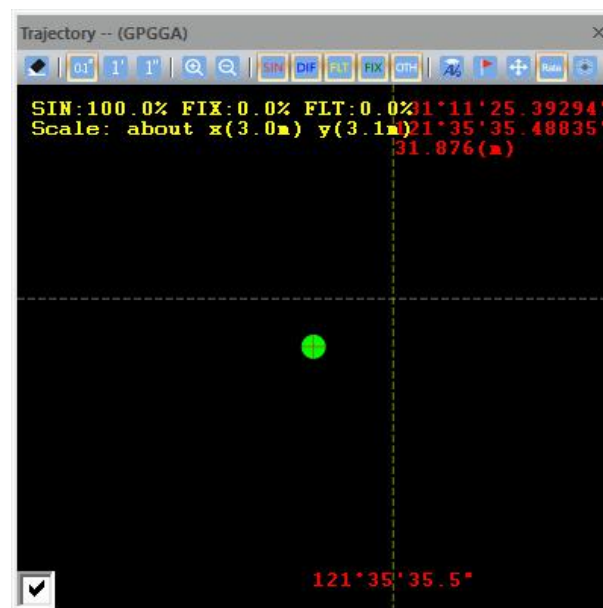 Trajectory -- (GPGGA)
0.1" 1' 1" SIN DIF FLT FIX OTH Rate
SIN:100.0% FIX:0.0% FLT:0.0% 31°11'25.39294"
Scale: about x(3.0m) y(3.1m) 121°35'35.48835"
31.876(m)
121°35'35.5"